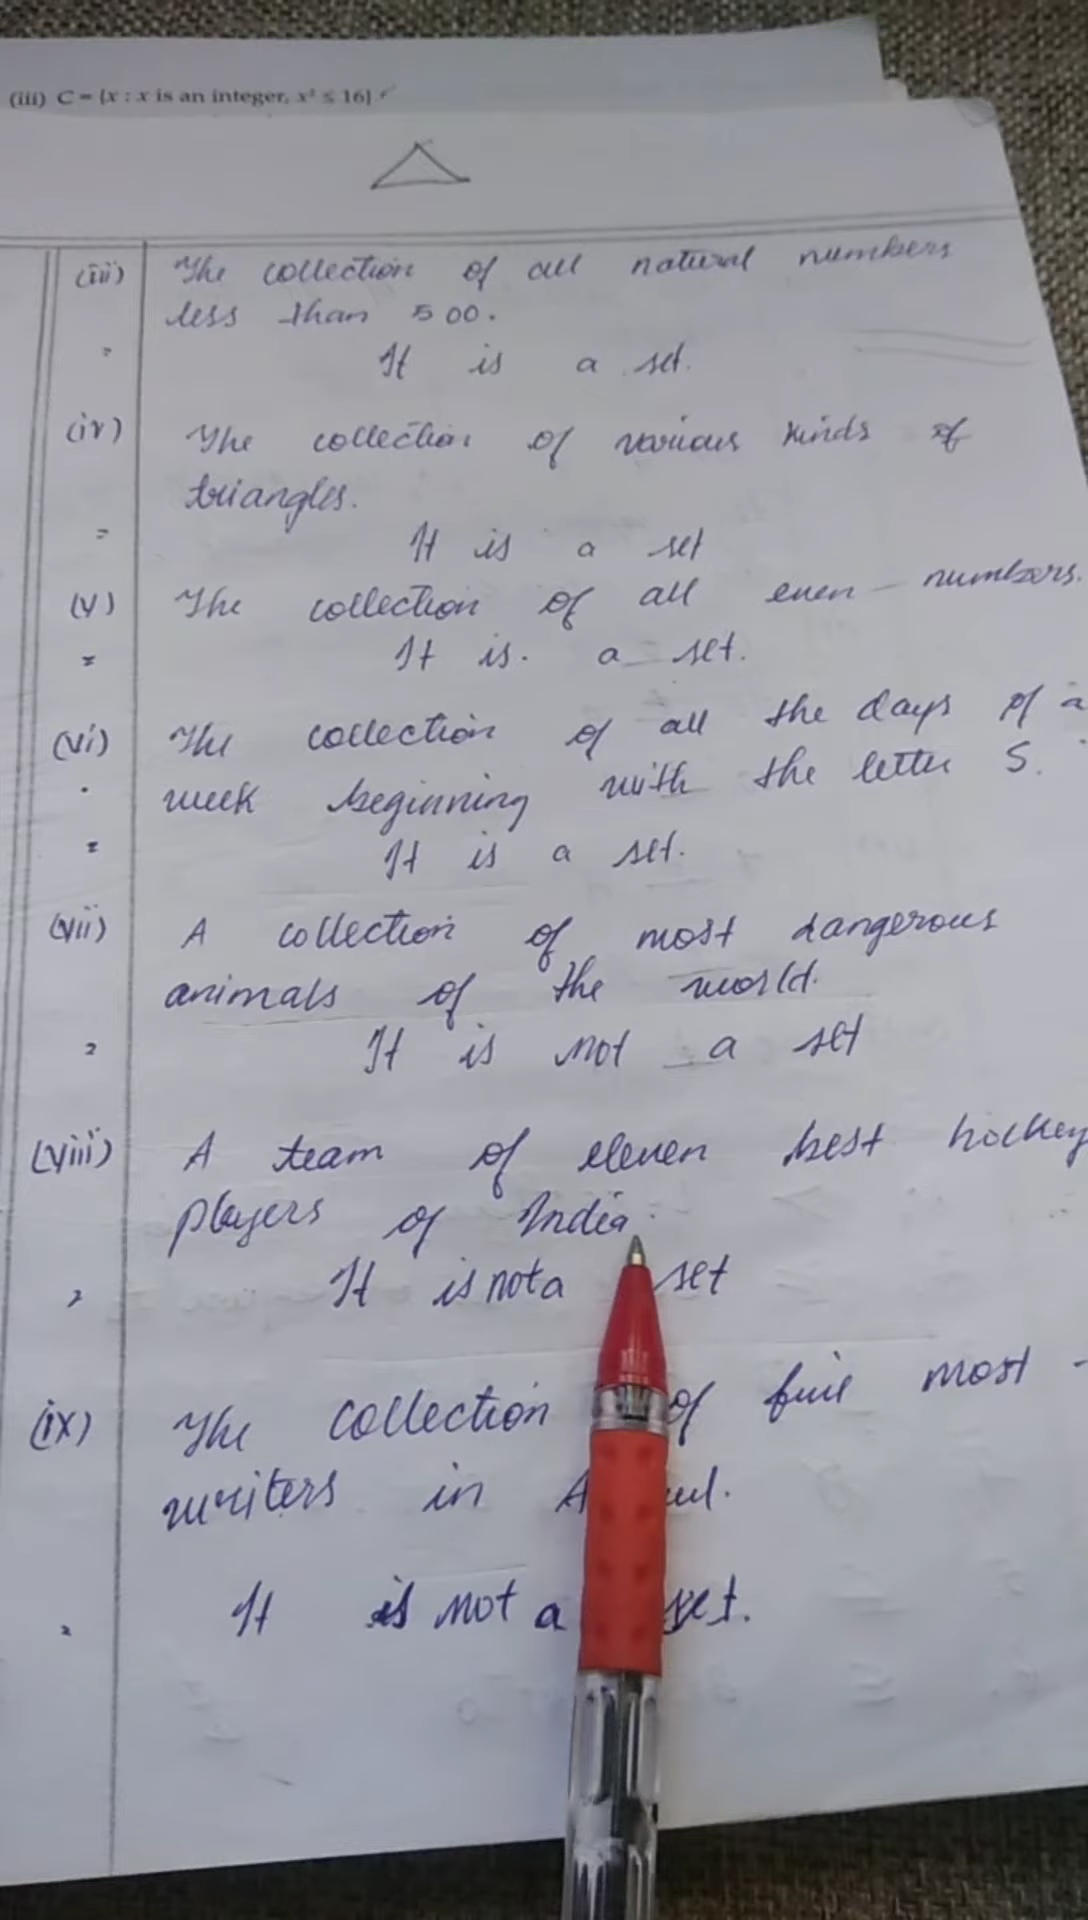 (iii) C = {x : x is an integer, x² ≤ 16}
(iii) The collection of all natural numbers
less than 500.
It is a set.
(iv) The collection of various kinds of
triangles.
= It is a set
(v) The collection of all even numbers.
= It is a set.
(vi) The collection of all the days of a
week beginning with the letter S.
= It is a set.
(vii) A collection of most dangerous
animals of the world.
It is not a set
(viii) A team of eleven best hockey
players of India.
It is not a set
(ix) The collection of five most
writers in
It is not a set.